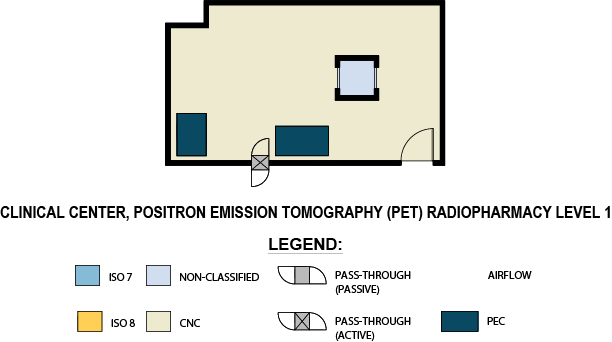 CLINICAL CENTER, POSITRON EMISSION TOMOGRAPHY (PET) RADIOPHARMACY LEVEL 1
LEGEND:
ISO 7
NON-CLASSIFIED
PASS-THROUGH
(PASSIVE)
AIRFLOW
ISO 8
CNC
PASS-THROUGH
(ACTIVE)
PEC